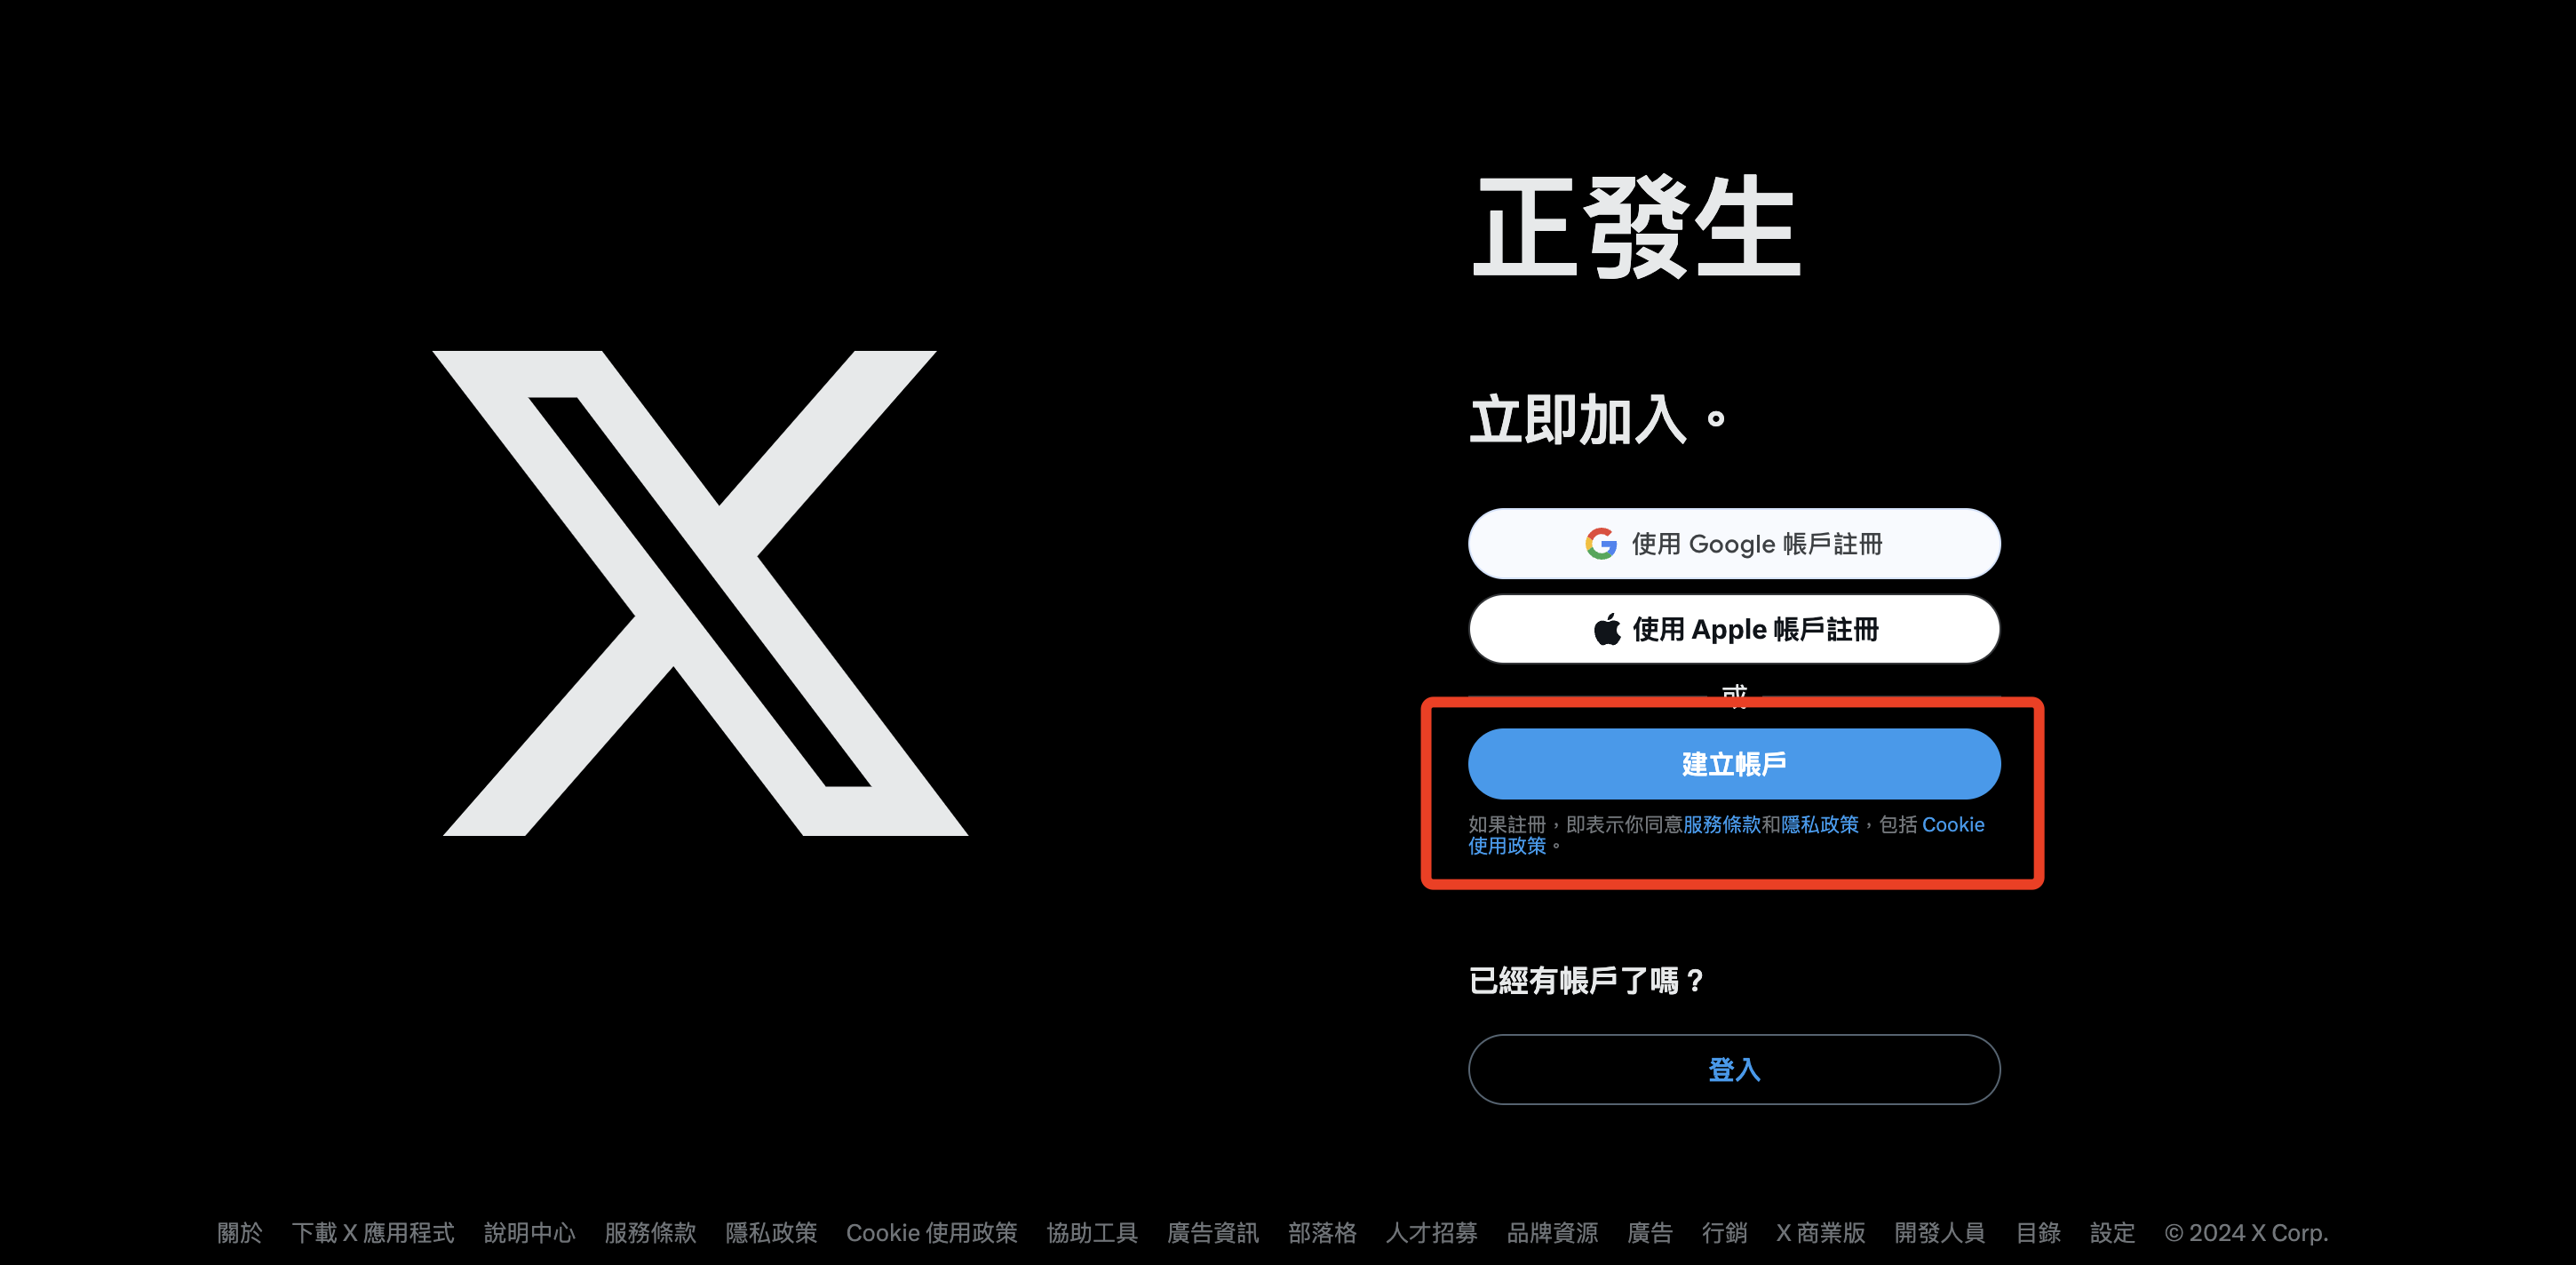 正發生
立即加入。
使用 Google 帳戶註冊
使用 Apple 帳戶註冊
或
建立帳戶
如果註冊，即表示你同意服務條款和隱私政策，包括 Cookie
使用政策。
已經有帳戶了嗎？
登入
關於 下載 X 應用程式 說明中心 服務條款 隱私政策 Cookie 使用政策 協助工具 廣告資訊 部落格 人才招募 品牌資源 廣告 行銷 X 商業版 開發人員 目錄 設定 © 2024 X Corp.